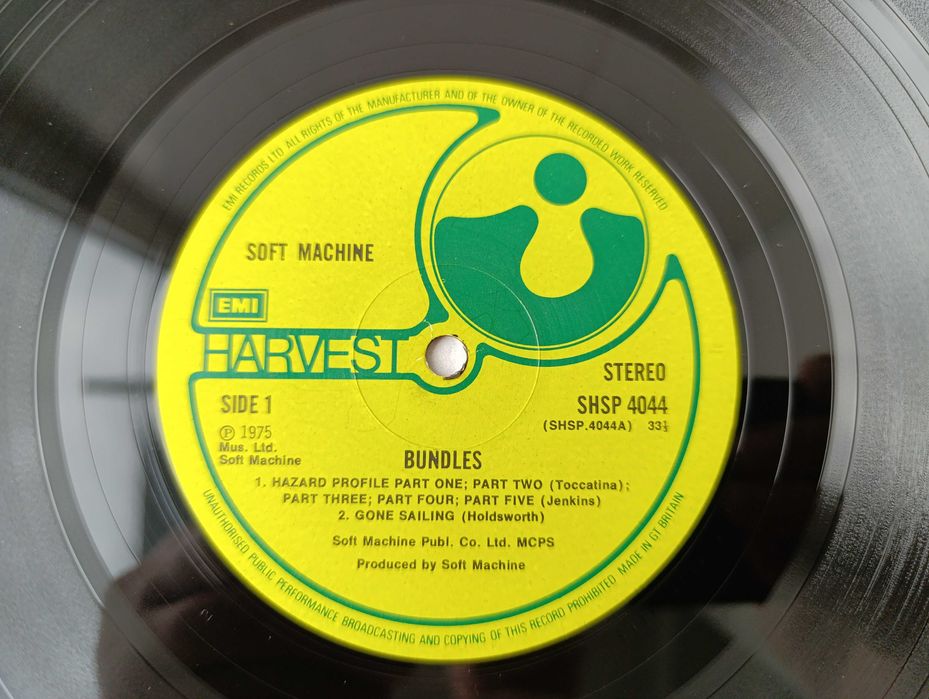 EMI RECORDS LTD ALL RIGHTS OF THE MANUFACTURER AND OF THE OWNER OF THE RECORDED WORK RESERVED
SOFT MACHINE
EMI
HARVEST
STEREO
SIDE 1
SHSP 4044
(SHSP.4044A) 33⅓
Ⓟ 1975
Mus. Ltd.
Soft Machine
BUNDLES
1. HAZARD PROFILE PART ONE; PART TWO (Toccatina);
PART THREE; PART FOUR; PART FIVE (Jenkins)
2. GONE SAILING (Holdsworth)
Soft Machine Publ. Co. Ltd. MCPS
Produced by Soft Machine
UNAUTHORISED PUBLIC PERFORMANCE BROADCASTING AND COPYING OF THIS RECORD PROHIBITED MADE IN GT BRITAIN